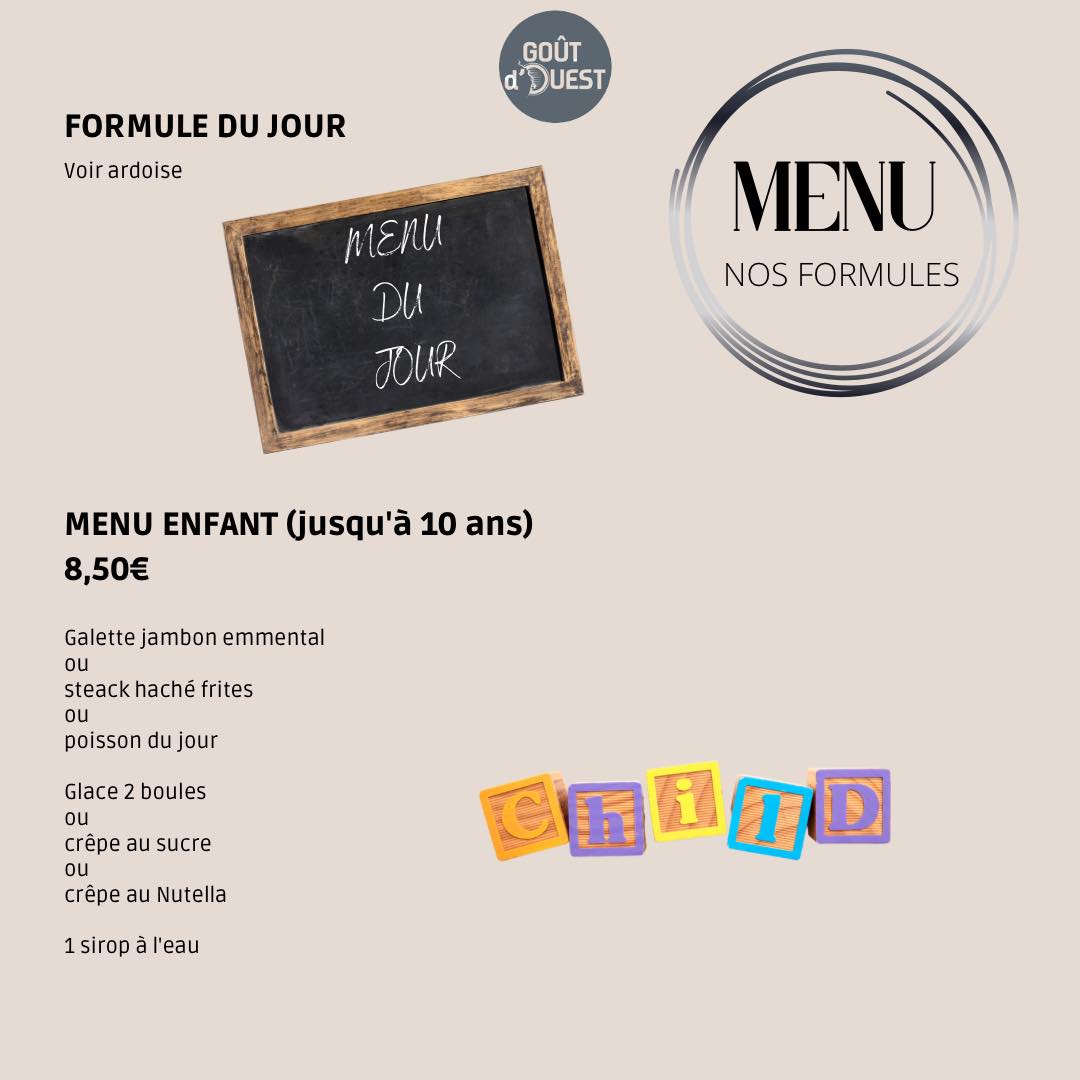 GOÛT
d'OUEST
FORMULE DU JOUR
Voir ardoise
MENU
DU
JOUR
MENU
NOS FORMULES
MENU ENFANT (jusqu'à 10 ans)
8,50€
Galette jambon emmental
ou
steack haché frites
ou
poisson du jour
Glace 2 boules
ou
crêpe au sucre
ou
crêpe au Nutella
1 sirop à l'eau
ChilD